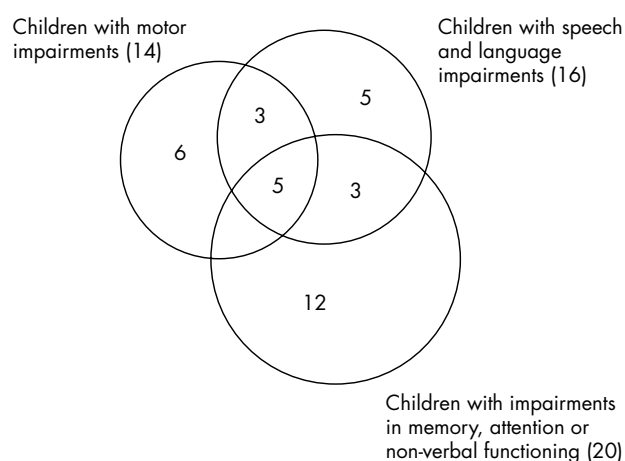 Children with motor
impairments (14)
Children with speech
and language
impairments (16)
5
3
6
5
3
12
Children with impairments
in memory, attention or
non-verbal functioning (20)